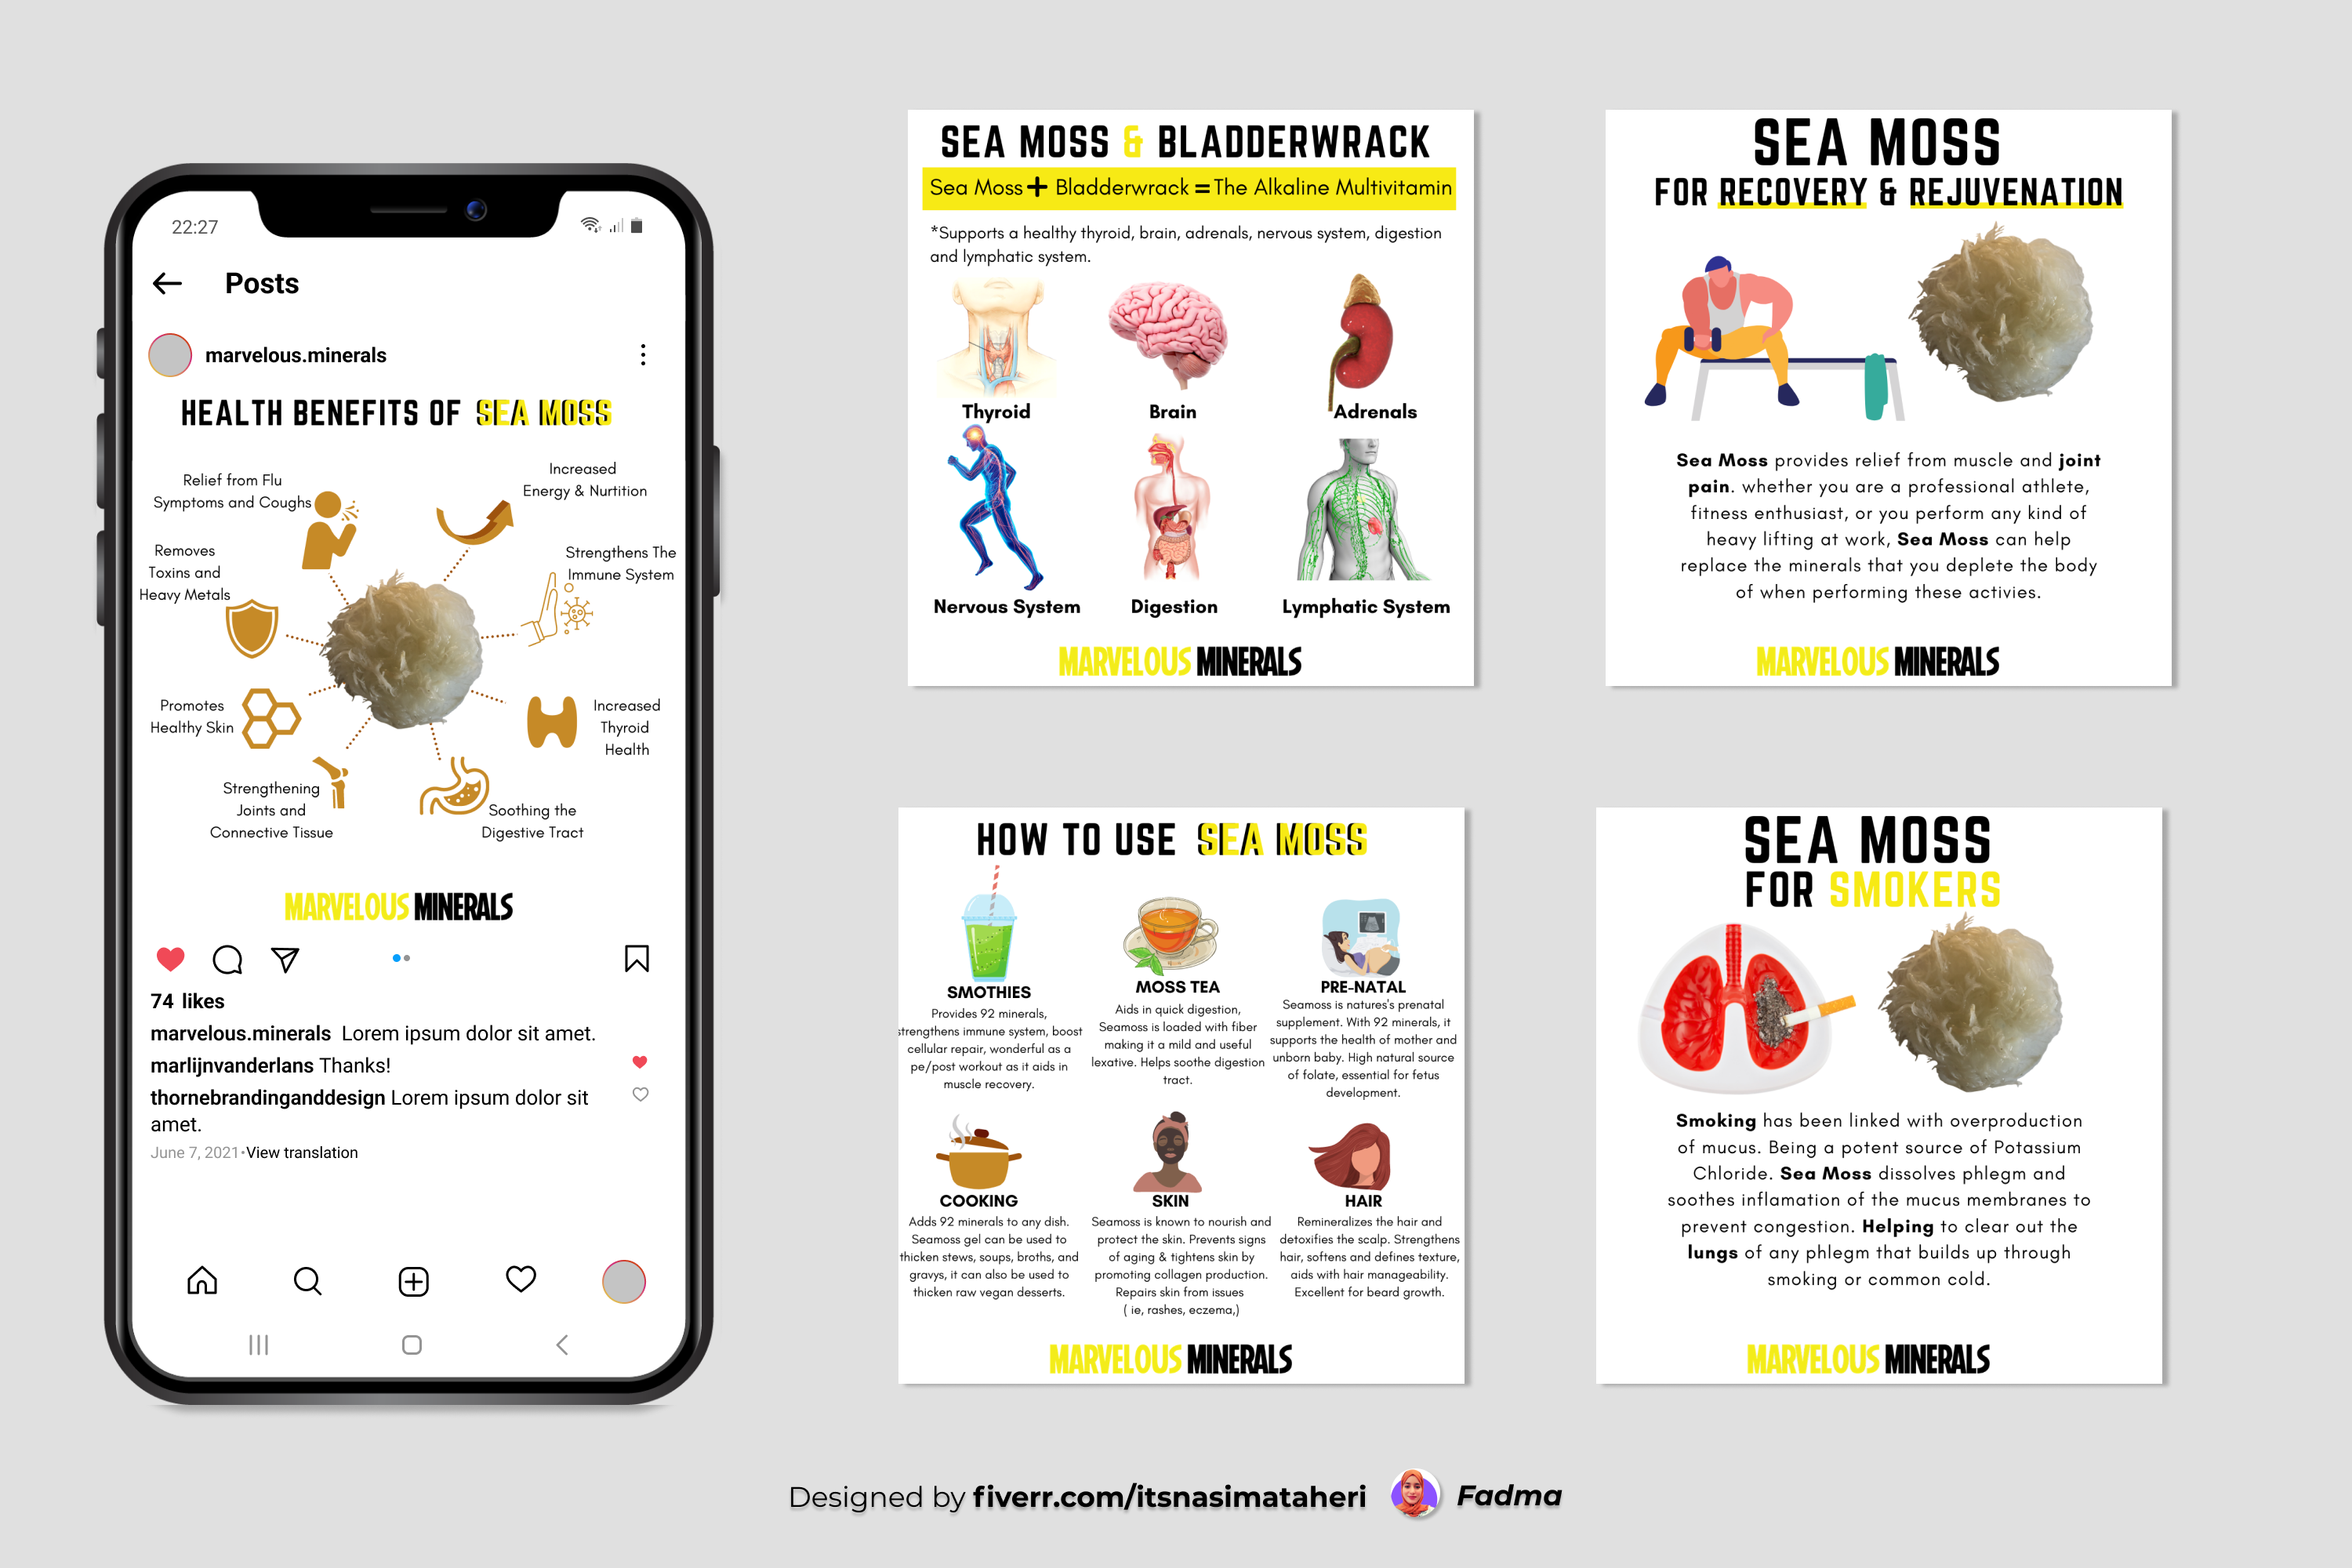 22:27
Posts
marvelous.minerals
HEALTH BENEFITS OF SEA MOSS
Relief from Flu
Symptoms and Coughs
Increased
Energy & Nurtition
Removes
Toxins and
Heavy Metals
Strengthens The
Immune System
Promotes
Healthy Skin
Increased
Thyroid
Health
Strengthening
Joints and
Connective Tissue
Soothing the
Digestive Tract
MARVELOUS MINERALS
74 likes
marvelous.minerals Lorem ipsum dolor sit amet.
marlijnvanderlans Thanks!
thornebrandinganddesign Lorem ipsum dolor sit
amet.
June 7, 2021·View translation
SEA MOSS & BLADDERWRACK
Sea Moss + Bladderwrack = The Alkaline Multivitamin
*Supports a healthy thyroid, brain, adrenals, nervous system, digestion
and lymphatic system.
Thyroid
Brain
Adrenals
Nervous System
Digestion
Lymphatic System
MARVELOUS MINERALS
SEA MOSS
FOR RECOVERY & REJUVENATION
Sea Moss provides relief from muscle and joint
pain. whether you are a professional athlete,
fitness enthusiast, or you perform any kind of
heavy lifting at work, Sea Moss can help
replace the minerals that you deplete the body
of when performing these activies.
MARVELOUS MINERALS
HOW TO USE SEA MOSS
SMOTHIES
Provides 92 minerals,
strengthens immune system, boost
cellular repair, wonderful as a
pe/post workout as it aids in
muscle recovery.
MOSS TEA
Aids in quick digestion,
Seamoss is loaded with fiber
making it a mild and useful
lexative. Helps soothe digestion
tract.
PRE-NATAL
Seamoss is natures's prenatal
supplement. With 92 minerals, it
supports the health of mother and
unborn baby. High natural source
of folate, essential for fetus
development.
COOKING
Adds 92 minerals to any dish.
Seamoss gel can be used to
thicken stews, soups, broths, and
gravys, it can also be used to
thicken raw vegan desserts.
SKIN
Seamoss is known to nourish and
protect the skin. Prevents signs
of aging & tightens skin by
promoting collagen production.
Repairs skin from issues
( ie, rashes, eczema,)
HAIR
Remineralizes the hair and
detoxifies the scalp. Strengthens
hair, softens and defines texture,
aids with hair manageability.
Excellent for beard growth.
MARVELOUS MINERALS
SEA MOSS
FOR SMOKERS
Smoking has been linked with overproduction
of mucus. Being a potent source of Potassium
Chloride. Sea Moss dissolves phlegm and
soothes inflamation of the mucus membranes to
prevent congestion. Helping to clear out the
lungs of any phlegm that builds up through
smoking or common cold.
MARVELOUS MINERALS
Designed by fiverr.com/itsnasimataheri Fadma